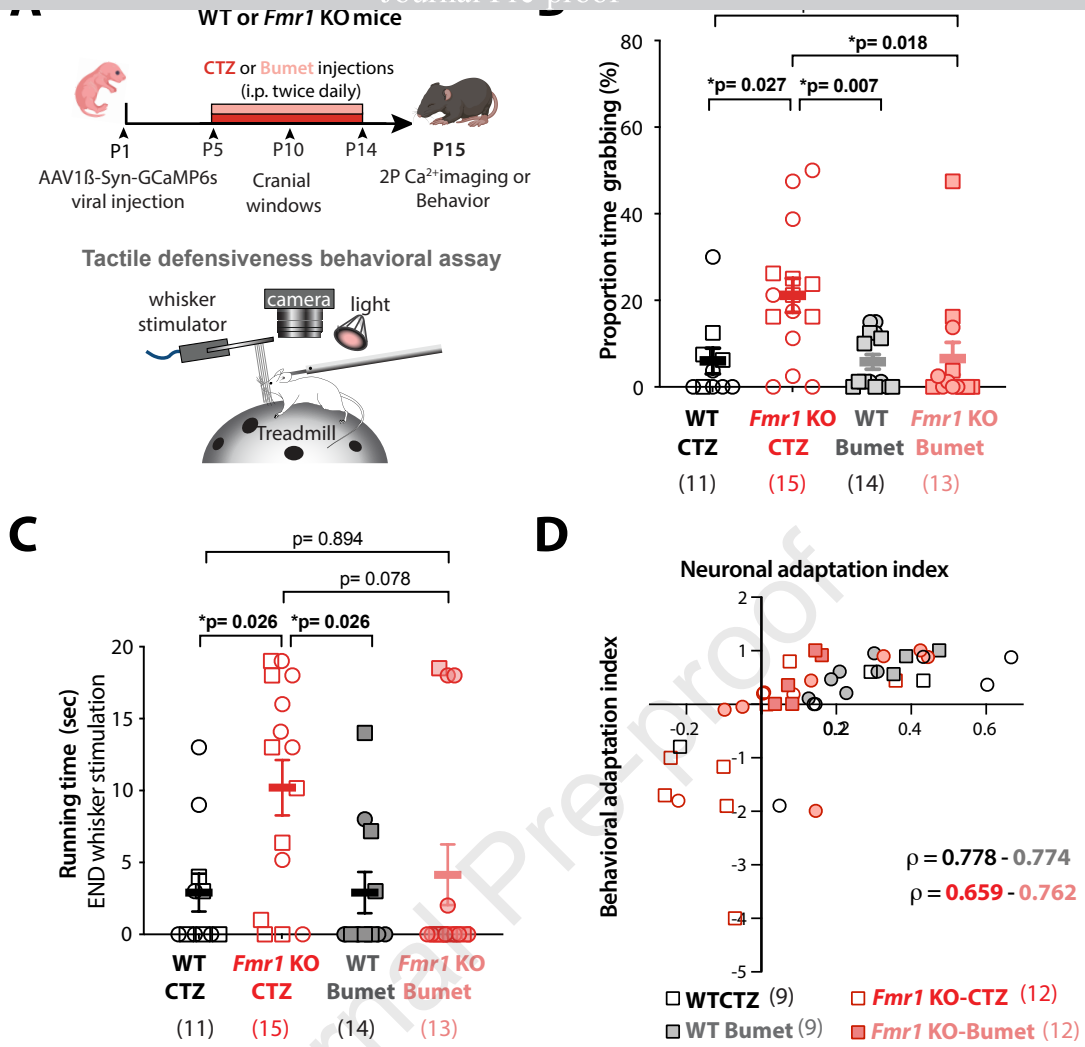 Journal Pre-proof
WT or Fmr1 KO mice
CTZ or Bumet injections
(i.p. twice daily)
P1
P5
P10
P14
P15
AAV1ß-Syn-GCaMP6s
viral injection
Cranial
windows
2P Ca²⁺imaging or
Behavior
Tactile defensiveness behavioral assay
whisker
stimulator
camera
light
Treadmill
Proportion time grabbing (%)
80
60
40
20
0
*p= 0.018
*p= 0.027
*p= 0.007
WT
CTZ
(11)
Fmr1 KO
CTZ
(15)
WT
Bumet
(14)
Fmr1 KO
Bumet
(13)
C
p= 0.894
p= 0.078
*p= 0.026
*p= 0.026
Running time (sec)
END whisker stimulation
20
15
10
5
0
WT
CTZ
(11)
Fmr1 KO
CTZ
(15)
WT
Bumet
(14)
Fmr1 KO
Bumet
(13)
D
Neuronal adaptation index
Behavioral adaptation index
2
1
-0.2
0.2
0.4
0.6
-1
-2
-3
-4
-5
ρ = 0.778 - 0.774
ρ = 0.659 - 0.762
WTCTZ (9)
Fmr1 KO-CTZ (12)
WT Bumet (9)
Fmr1 KO-Bumet (12)
rnal Pre-proof